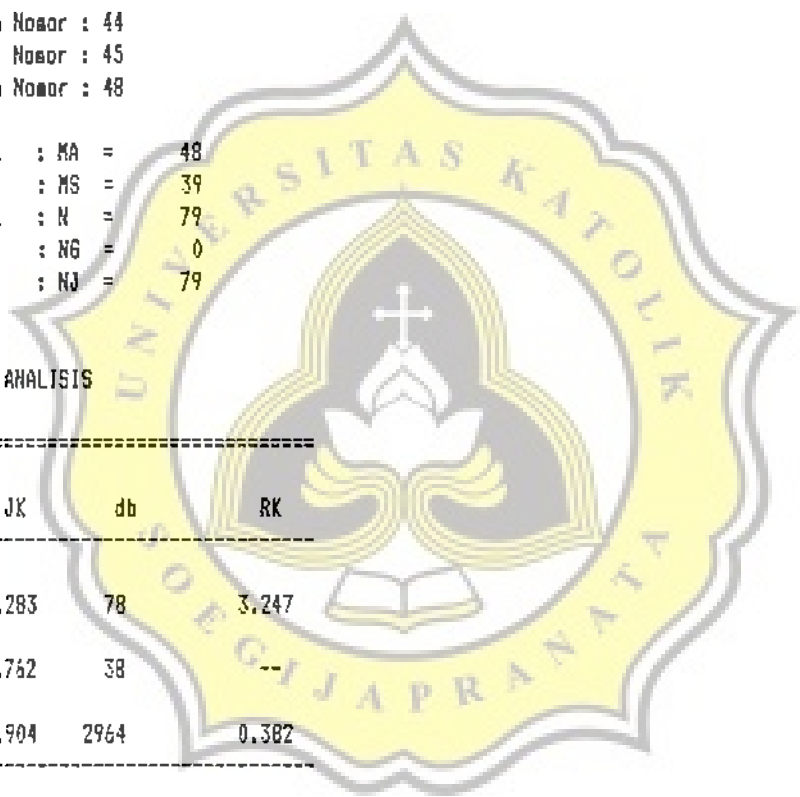 Nomor : 44
Nomor : 45
Nomor : 48
: MA = 48
: MS = 39
: N = 79
: NG = 0
: NJ = 79
ANALISIS
JK db RK
.283 78 3.247
.762 38 --
.904 2964 0.382
UNIVERSITAS KATOLIK
SOEGIJAPRANATA